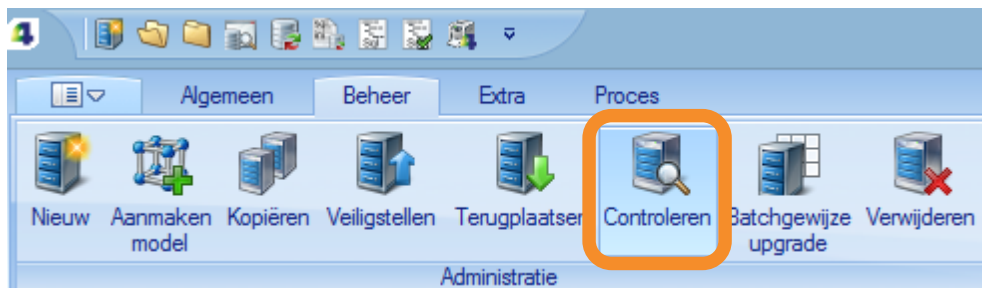 Algemeen Beheer Extra Proces
Nieuw Aanmaken model Kopiëren Veiligstellen Terugplaatsen Controleren Batchgewijze upgrade Verwijderen
Administratie